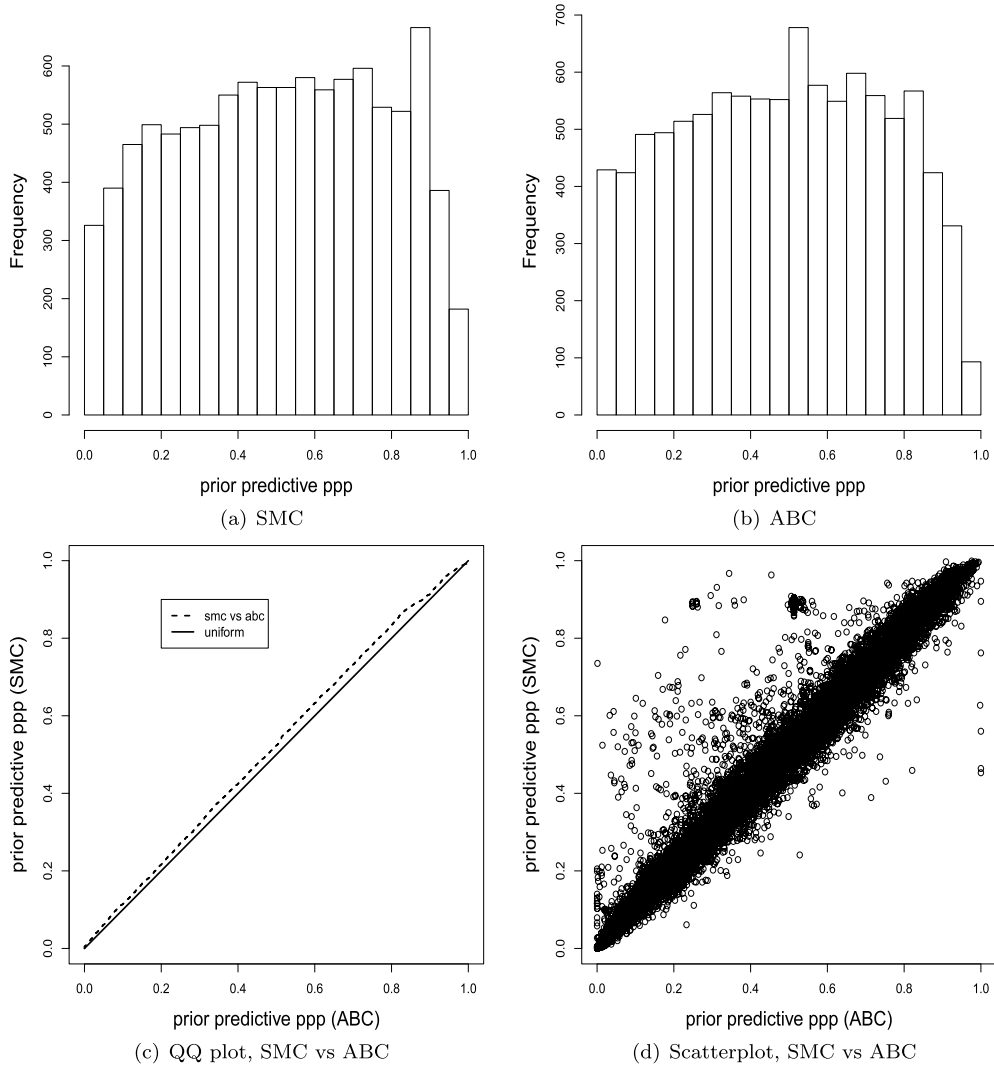 Frequency
0 100 200 300 400 500 600
0.0 0.2 0.4 0.6 0.8 1.0
prior predictive ppp
(a) SMC
Frequency
0 100 200 300 400 500 600 700
0.0 0.2 0.4 0.6 0.8 1.0
prior predictive ppp
(b) ABC
prior predictive ppp (SMC)
0.0 0.2 0.4 0.6 0.8 1.0
smc vs abc
uniform
0.0 0.2 0.4 0.6 0.8 1.0
prior predictive ppp (ABC)
(c) QQ plot, SMC vs ABC
prior predictive ppp (SMC)
0.0 0.2 0.4 0.6 0.8 1.0
0.0 0.2 0.4 0.6 0.8 1.0
prior predictive ppp (ABC)
(d) Scatterplot, SMC vs ABC